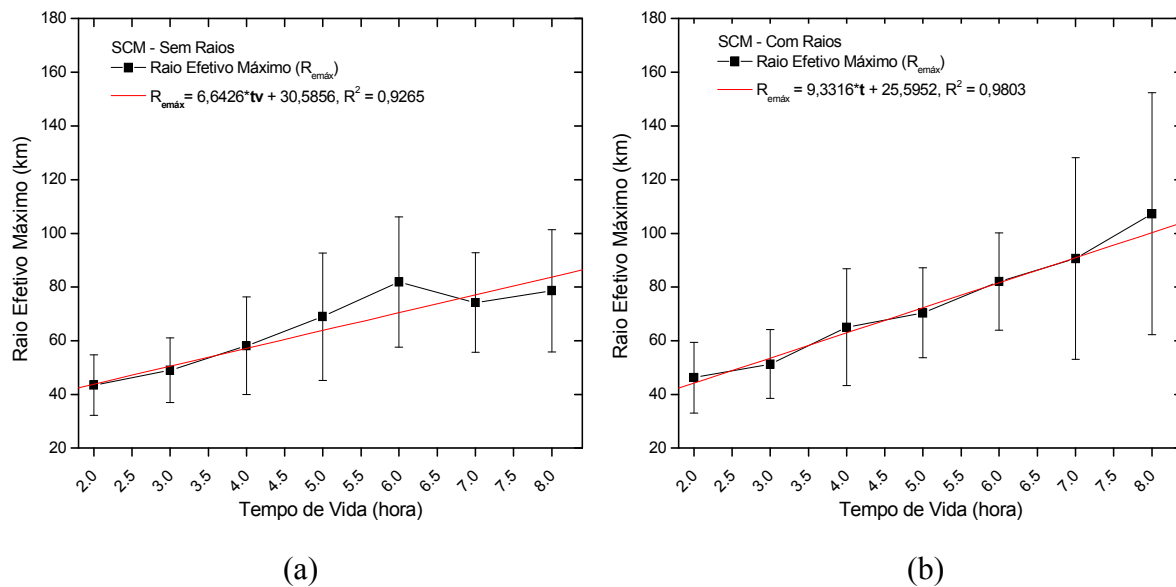 SCM - Sem Raios
Raio Efetivo Máximo (R_emáx)
R_emáx= 6,6426*tv + 30,5856, R² = 0,9265
180
160
140
120
100
80
60
40
20
Raio Efetivo Máximo (km)
2.0 2.5 3.0 3.5 4.0 4.5 5.0 5.5 6.0 6.5 7.0 7.5 8.0
Tempo de Vida (hora)
(a)
SCM - Com Raios
Raio Efetivo Máximo (R_emáx)
R_emáx = 9,3316*t + 25,5952, R² = 0,9803
180
160
140
120
100
80
60
40
20
Raio Efetivo Máximo (km)
2.0 2.5 3.0 3.5 4.0 4.5 5.0 5.5 6.0 6.5 7.0 7.5 8.0
Tempo de Vida (hora)
(b)